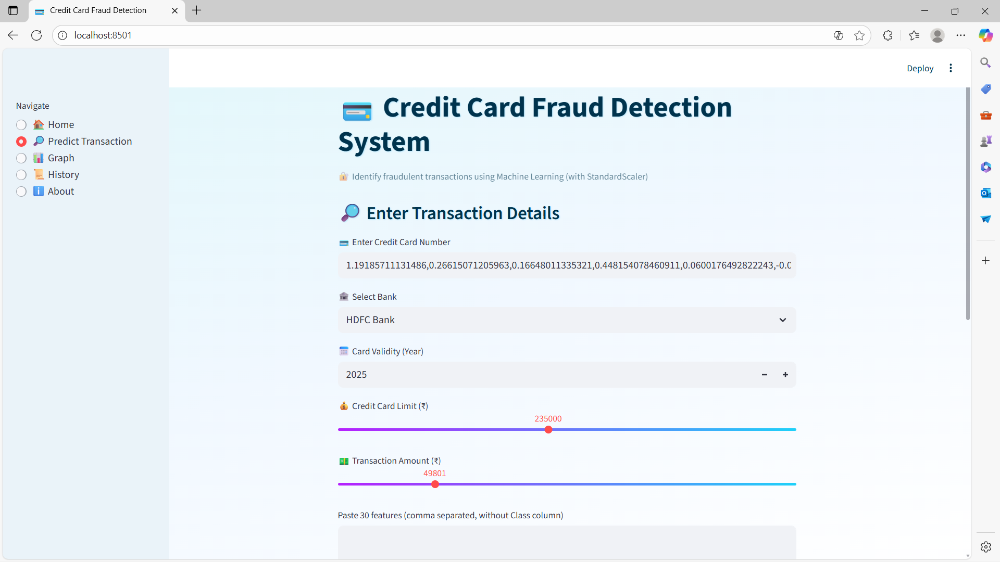 Credit Card Fraud Detection
localhost:8501
Deploy
Navigate
Home
Predict Transaction
Graph
History
About
Credit Card Fraud Detection
System
Identify fraudulent transactions using Machine Learning (with StandardScaler)
Enter Transaction Details
Enter Credit Card Number
1.19185711131486,0.26615071205963,0.16648011335321,0.448154078460911,0.0600176492822243,-0.0
Select Bank
HDFC Bank
Card Validity (Year)
2025
Credit Card Limit (₹)
235000
Transaction Amount (₹)
49801
Paste 30 features (comma separated, without Class column)